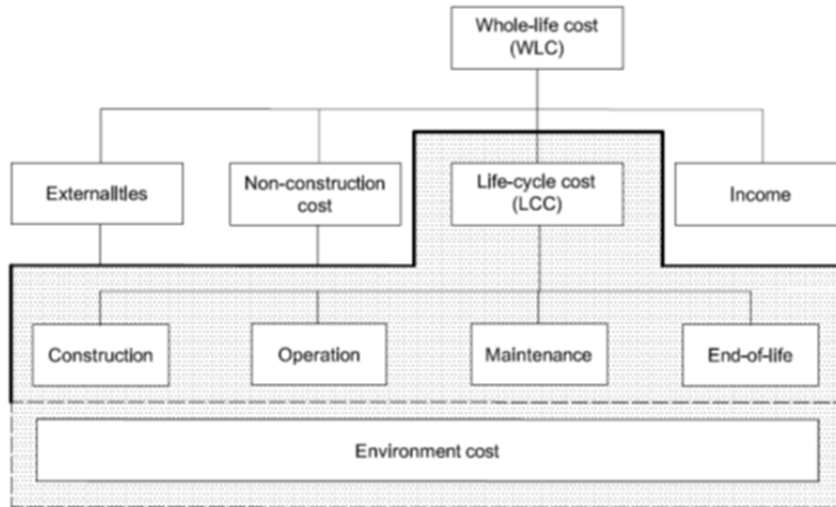 Whole-life cost
(WLC)
Externalltles
Non-construction
cost
Life-cycle cost
(LCC)
Income
Construction
Operation
Maintenance
End-of-life
Environment cost